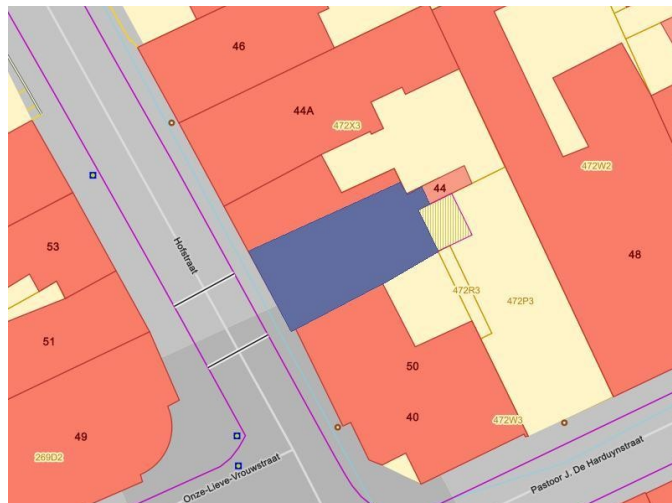 46
44A
472X3
472W2
44
53
Hofstraat
48
472R3
472P3
51
50
49
40
472W3
269D2
Onze-Lieve-Vrouwstraat
Pastoor J. De Harduynstraat